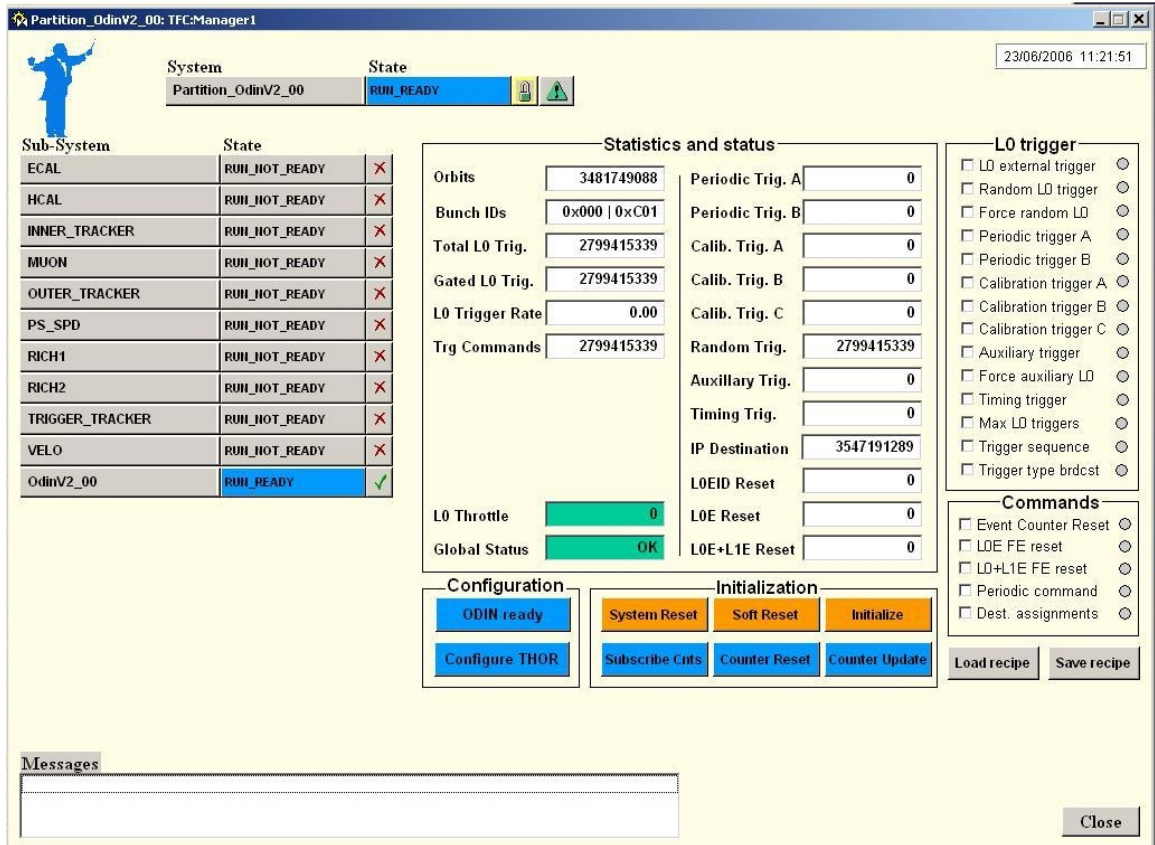 Partition_OdinV2_00: TFC:Manager1
23/06/2006 11:21:51
System State
Partition_OdinV2_00 RUN_READY
Sub-System State
ECAL RUN_NOT_READY
HCAL RUN_NOT_READY
INNER_TRACKER RUN_NOT_READY
MUON RUN_NOT_READY
OUTER_TRACKER RUN_NOT_READY
PS_SPD RUN_NOT_READY
RICH1 RUN_NOT_READY
RICH2 RUN_NOT_READY
TRIGGER_TRACKER RUN_NOT_READY
VELO RUN_NOT_READY
OdinV2_00 RUN_READY
Statistics and status
Orbits 3481749088
Bunch IDs 0x000 | 0xC01
Total L0 Trig. 2799415339
Gated L0 Trig. 2799415339
L0 Trigger Rate 0.00
Trg Commands 2799415339
L0 Throttle 0
Global Status OK
Periodic Trig. A 0
Periodic Trig. B 0
Calib. Trig. A 0
Calib. Trig. B 0
Calib. Trig. C 0
Random Trig. 2799415339
Auxillary Trig. 0
Timing Trig. 0
IP Destination 3547191289
L0EID Reset 0
L0E Reset 0
L0E+L1E Reset 0
L0 trigger
L0 external trigger
Random L0 trigger
Force random L0
Periodic trigger A
Periodic trigger B
Calibration trigger A
Calibration trigger B
Calibration trigger C
Auxiliary trigger
Force auxiliary L0
Timing trigger
Max L0 triggers
Trigger sequence
Trigger type brdcst
Commands
Event Counter Reset
L0E FE reset
L0+L1E FE reset
Periodic command
Dest. assignments
Configuration
ODIN ready
Configure THOR
Initialization
System Reset Soft Reset Initialize
Subscribe Cnts Counter Reset Counter Update
Load recipe Save recipe
Messages
Close